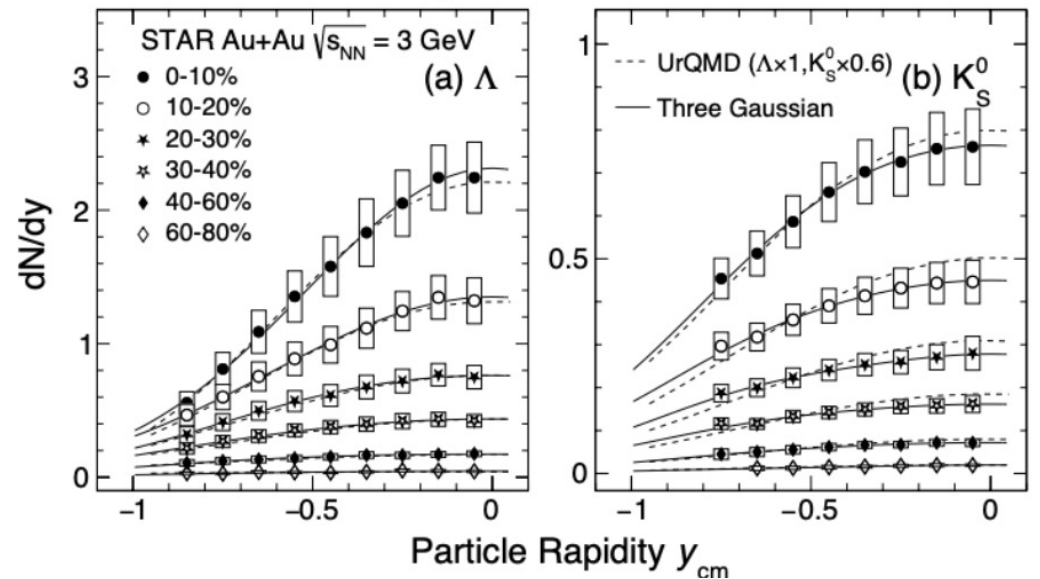 STAR Au+Au √s_NN = 3 GeV
0-10%
10-20%
20-30%
30-40%
40-60%
60-80%
(a) Λ
UrQMD (Λ×1,K⁰_S×0.6)
Three Gaussian
(b) K⁰_S
dN/dy
3
2
1
0
1
0.5
0
−1
−0.5
0
−1
−0.5
0
Particle Rapidity y_cm